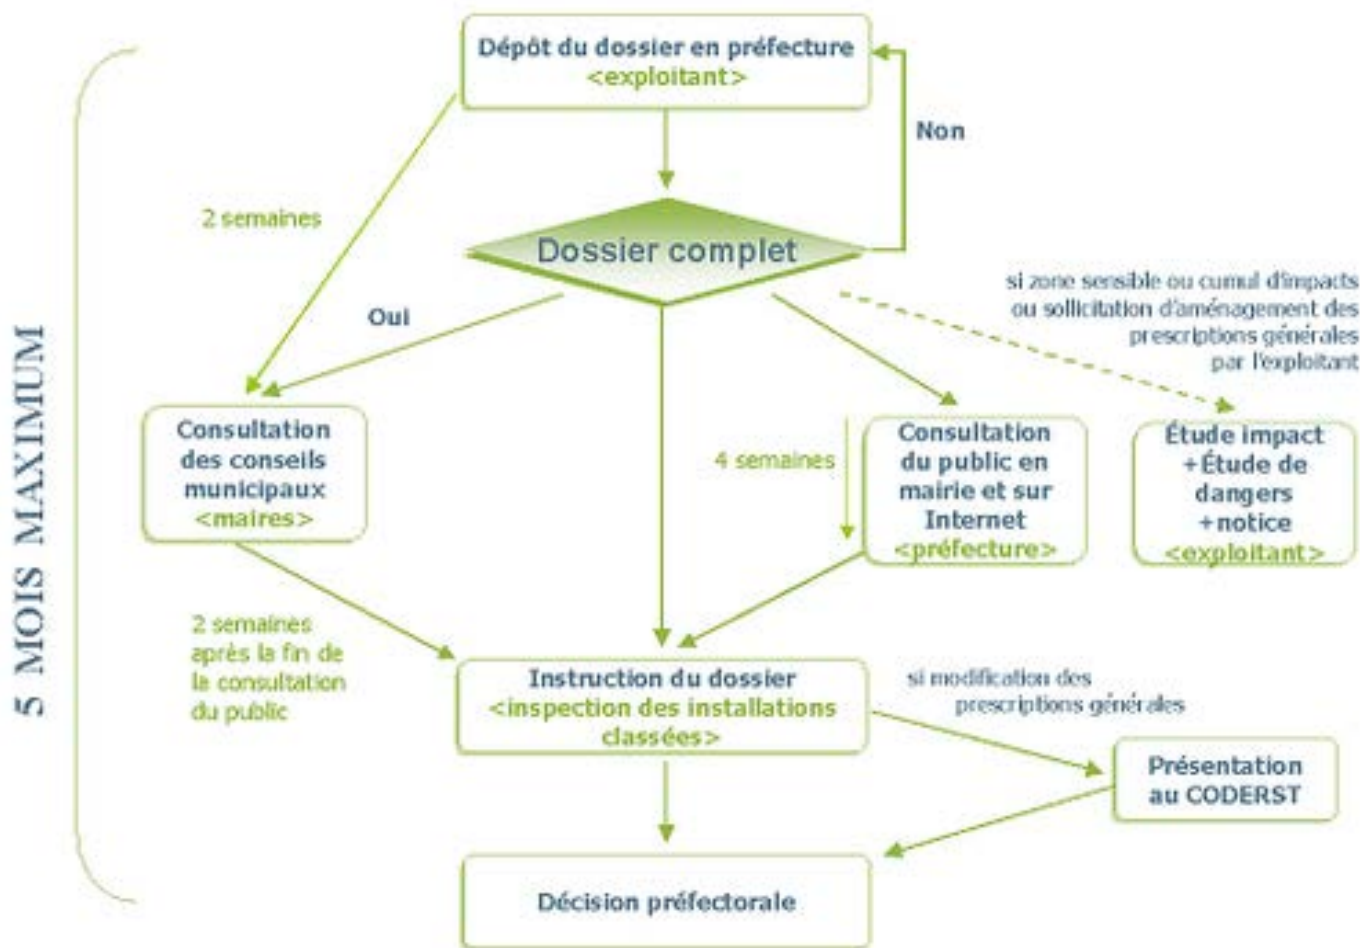 5 MOIS MAXIMUM
Dépôt du dossier en préfecture
<exploitant>
Non
2 semaines
Dossier complet
Oui
si zone sensible ou cumul d'impacts
ou sollicitation d'aménagement des
prescriptions générales
par l'exploitant
Consultation
des conseils
municipaux
<maires>
4 semaines
Consultation
du public en
mairie et sur
Internet
<préfecture>
Étude impact
+Étude de
dangers
+notice
<exploitant>
2 semaines
après la fin de
la consultation
du public
Instruction du dossier
<inspection des installations
classées>
si modification des
prescriptions générales
Présentation
au CODERST
Décision préfectorale